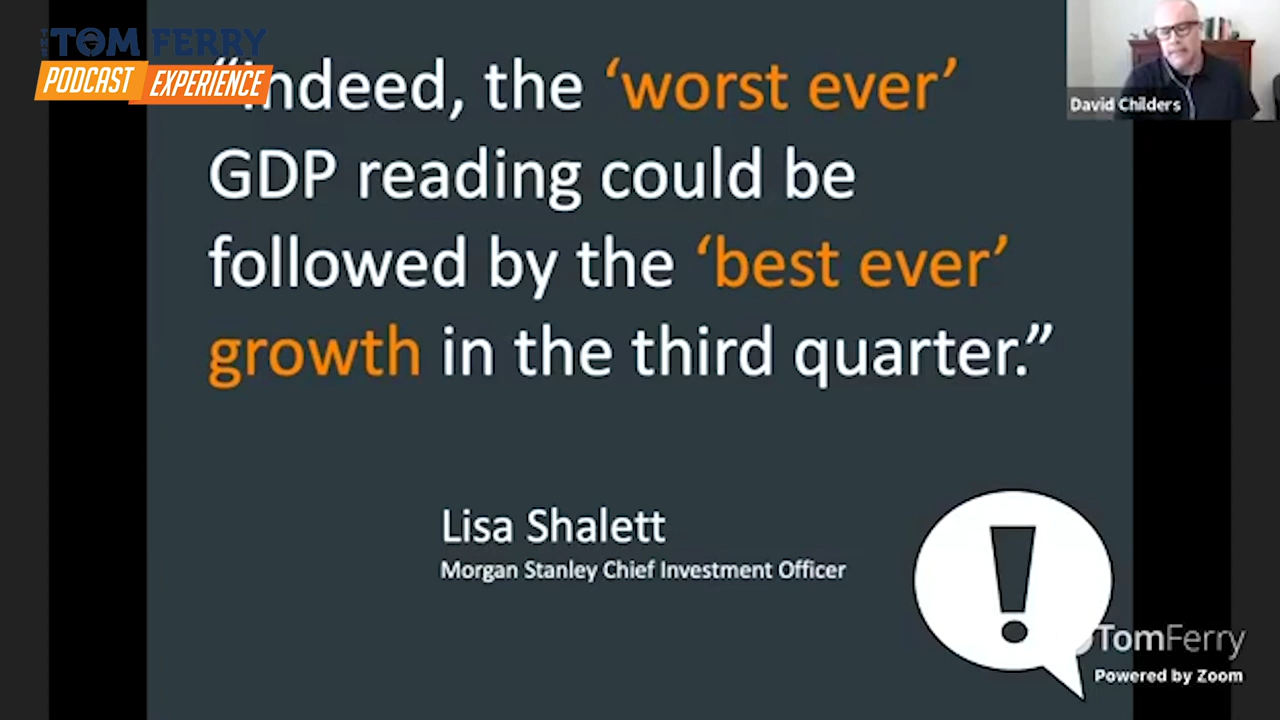 THE TOM FERRY
PODCAST EXPERIENCE
David Childers
“Indeed, the ‘worst ever’
GDP reading could be
followed by the ‘best ever’
growth in the third quarter.”
Lisa Shalett
Morgan Stanley Chief Investment Officer
!
TomFerry
Powered by Zoom